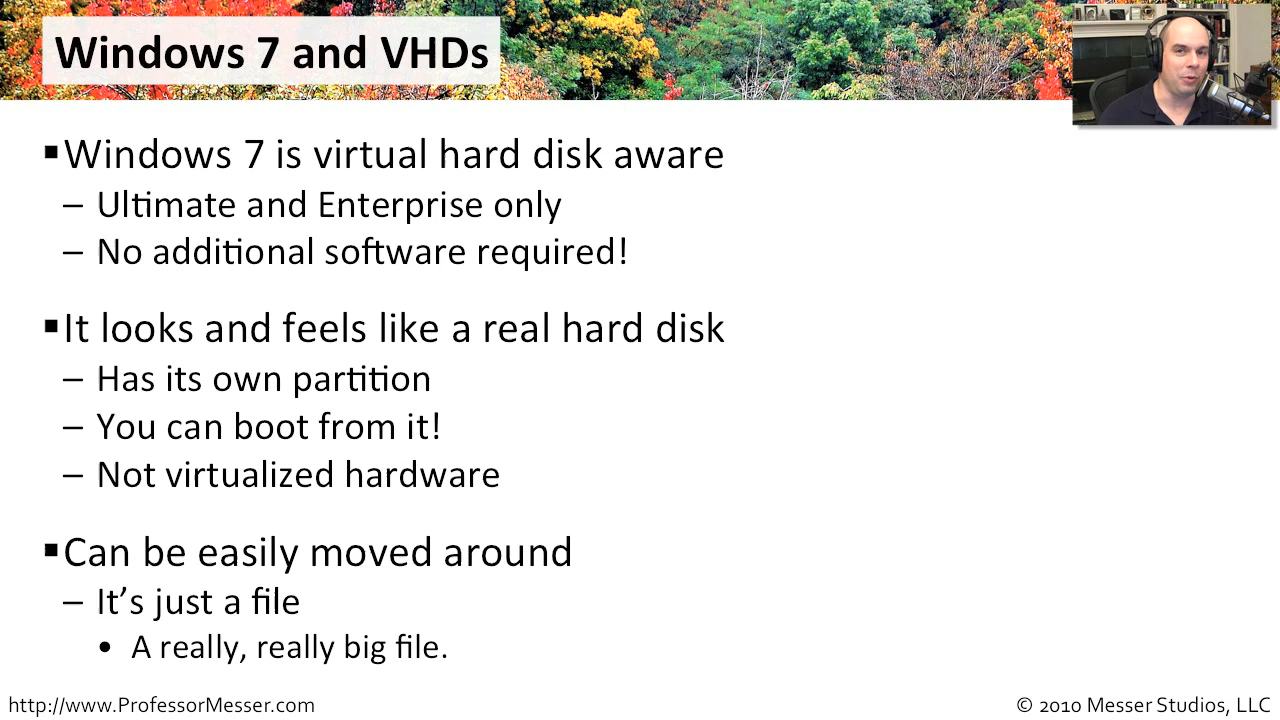 Windows 7 and VHDs
▪Windows 7 is virtual hard disk aware
– Ultimate and Enterprise only
– No additional software required!
▪It looks and feels like a real hard disk
– Has its own partition
– You can boot from it!
– Not virtualized hardware
▪Can be easily moved around
– It’s just a file
• A really, really big file.
http://www.ProfessorMesser.com
© 2010 Messer Studios, LLC